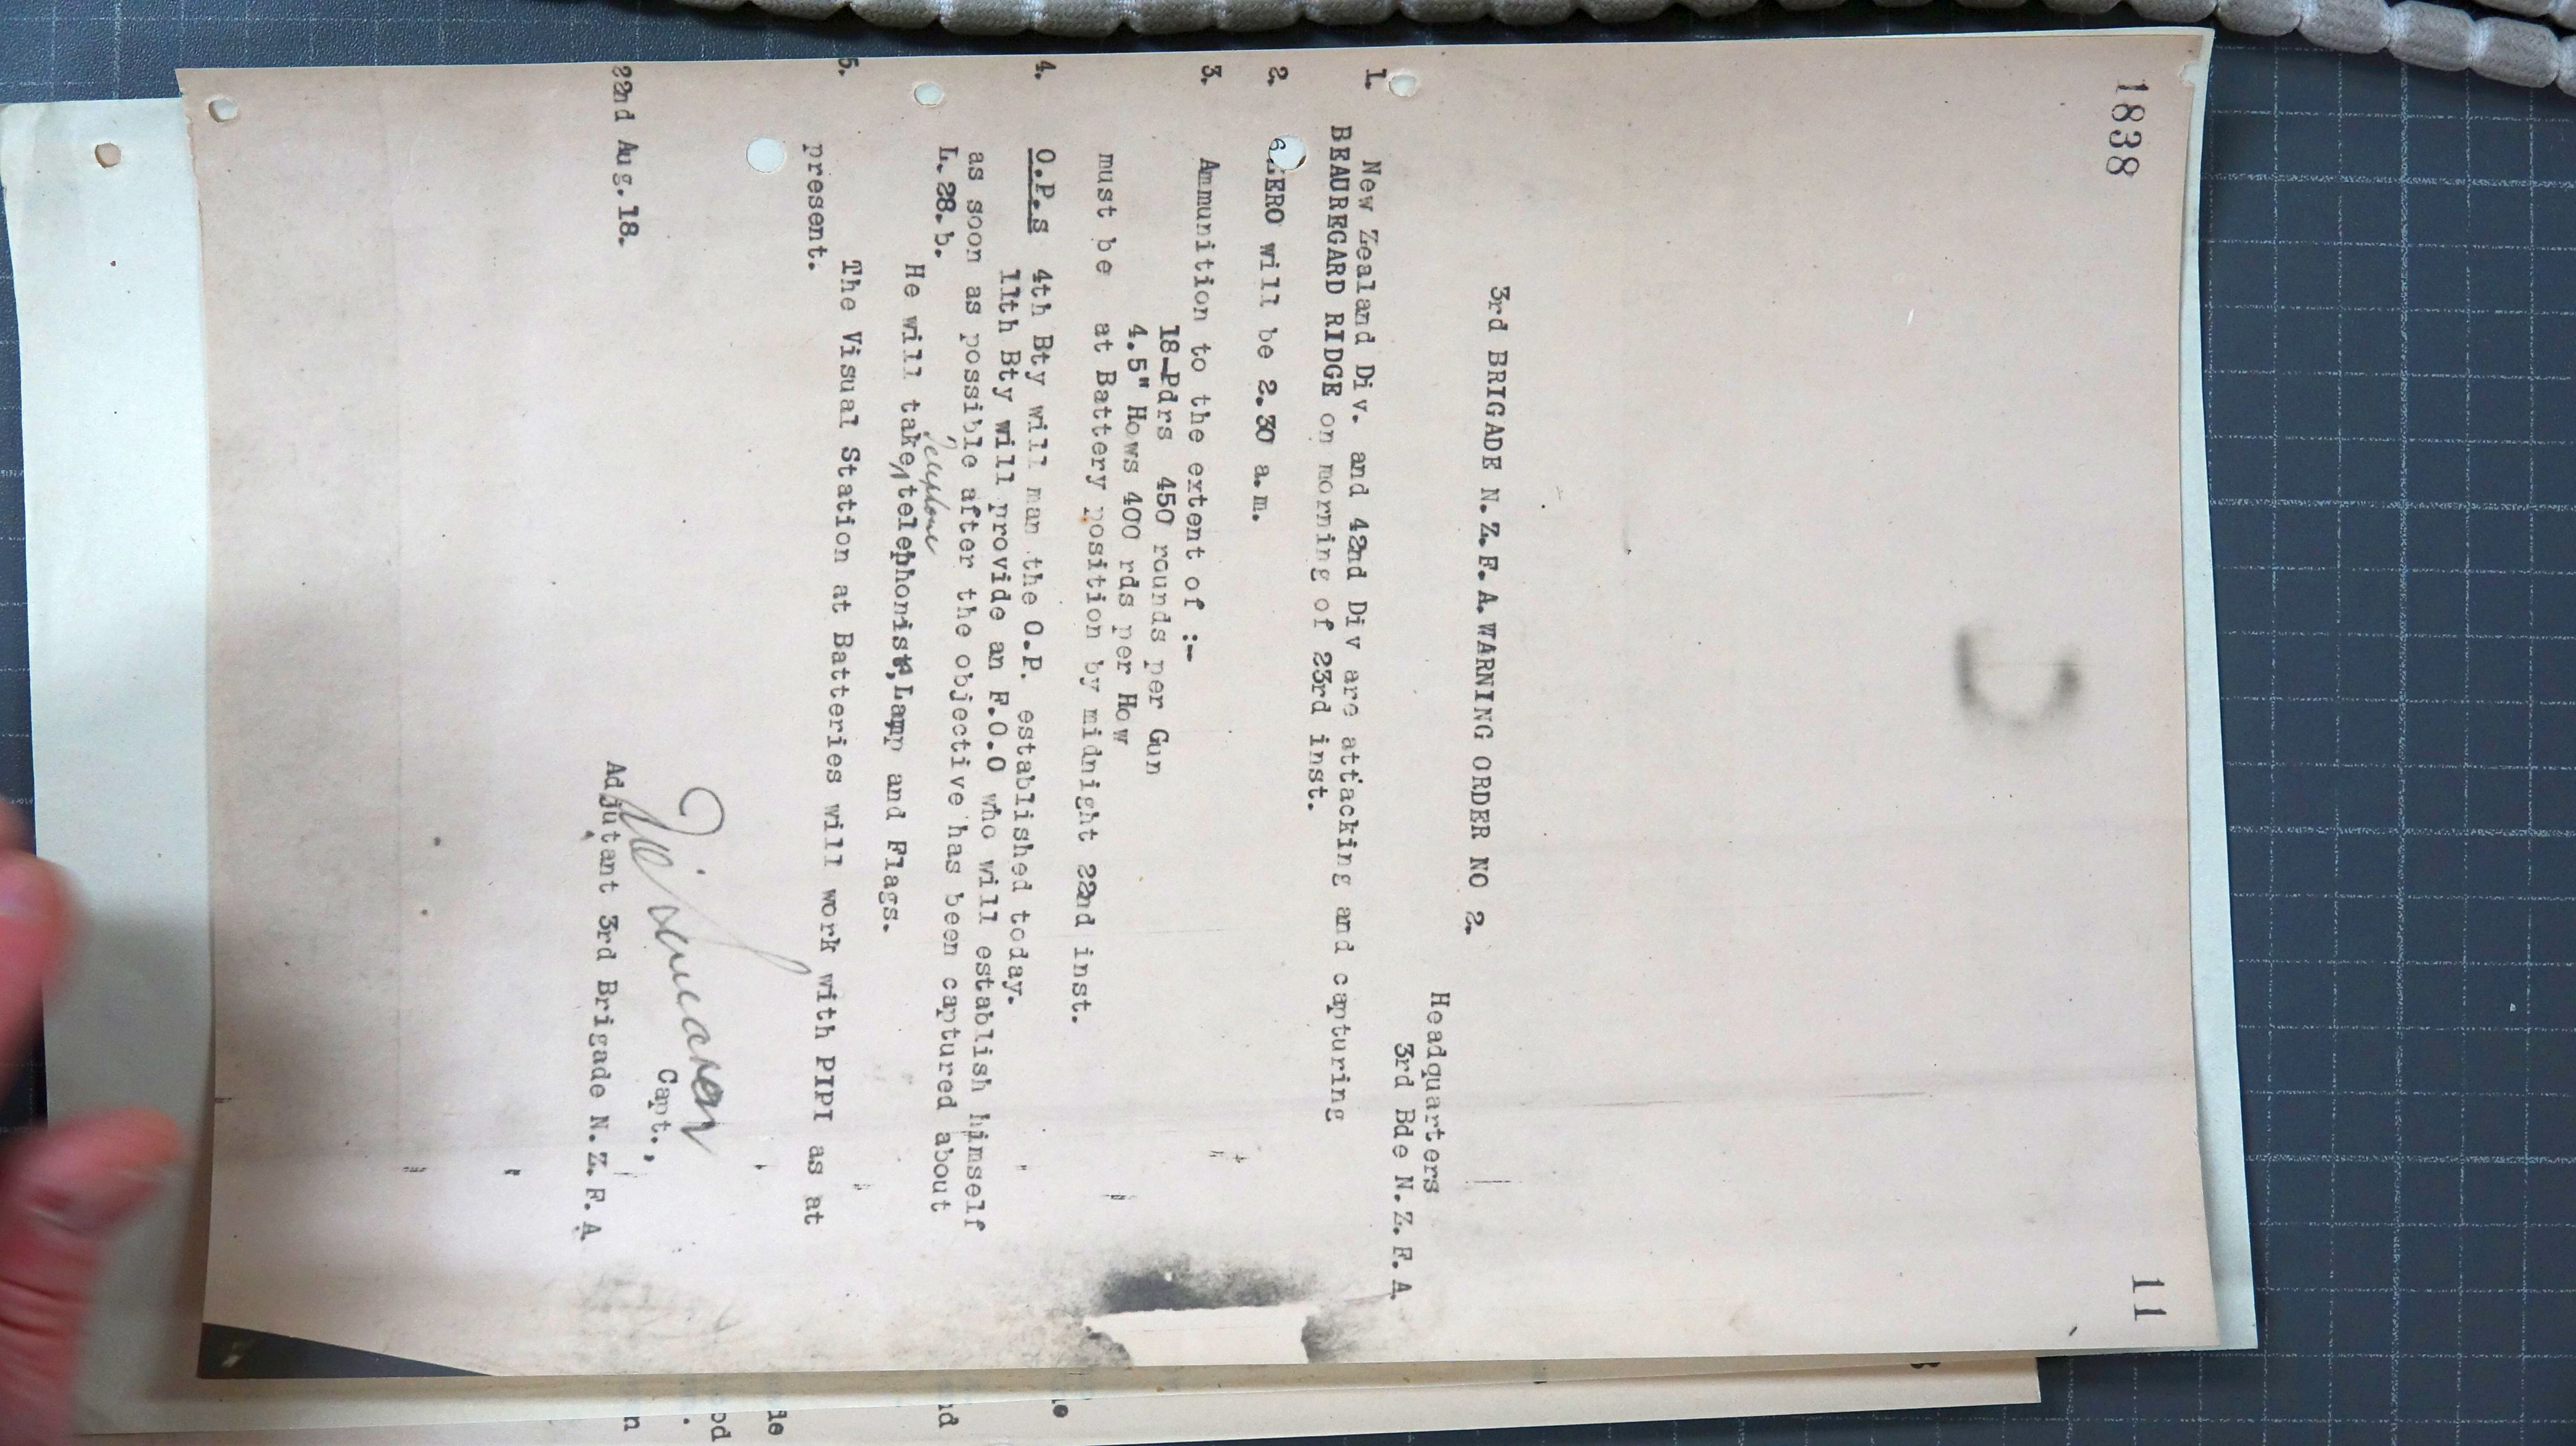 1838
11
3rd BRIGADE N.Z.F.A. WARNING ORDER NO 2.
Headquarters
3rd Bde N.Z.F.A
1. New Zealand Div. and 42nd Div are attacking and capturing
BEAUREGARD RIDGE on morning of 23rd inst.
2. ZERO will be 2.30 a.m.
3. Ammunition to the extent of :-
18-Pdrs 450 rounds per Gun
4.5" Hows 400 rds per How
must be at Battery position by midnight 22nd inst.
4. O.P.s 4th Bty will man the O.P. established today.
11th Bty will provide an F.O.O who will establish himself
as soon as possible after the objective has been captured about
L.28.b.
telephone
He will take telephonist, Lamp and Flags.
5. The Visual Station at Batteries will work with PIPI as at
present.
Capt.,
22nd Aug.18. Adjutant 3rd Brigade N.Z.F.A